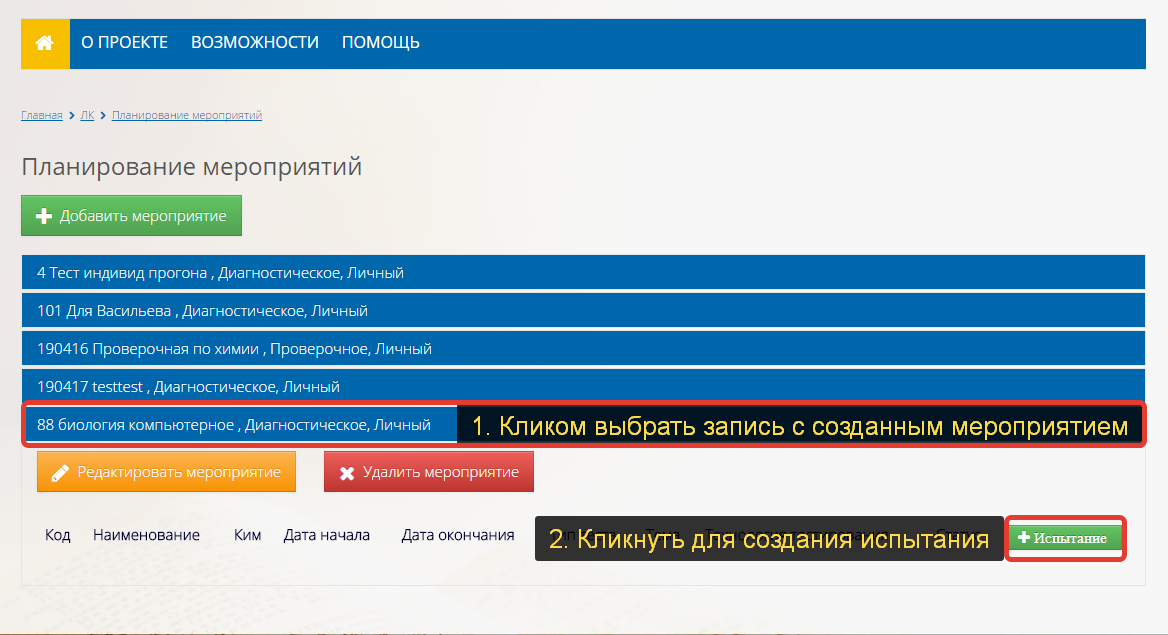 О ПРОЕКТЕ ВОЗМОЖНОСТИ ПОМОЩЬ
Главная > ЛК > Планирование мероприятий
Планирование мероприятий
Добавить мероприятие
4 Тест индивид прогона , Диагностическое, Личный
101 Для Васильева , Диагностическое, Личный
190416 Проверочная по химии , Проверочное, Личный
190417 testtest , Диагностическое, Личный
88 биология компьютерное , Диагностическое, Личный 1. Кликом выбрать запись с созданным мероприятием
Редактировать мероприятие Удалить мероприятие
Код Наименование Ким Дата начала Дата окончания 2. Кликнуть для создания испытания Испытание